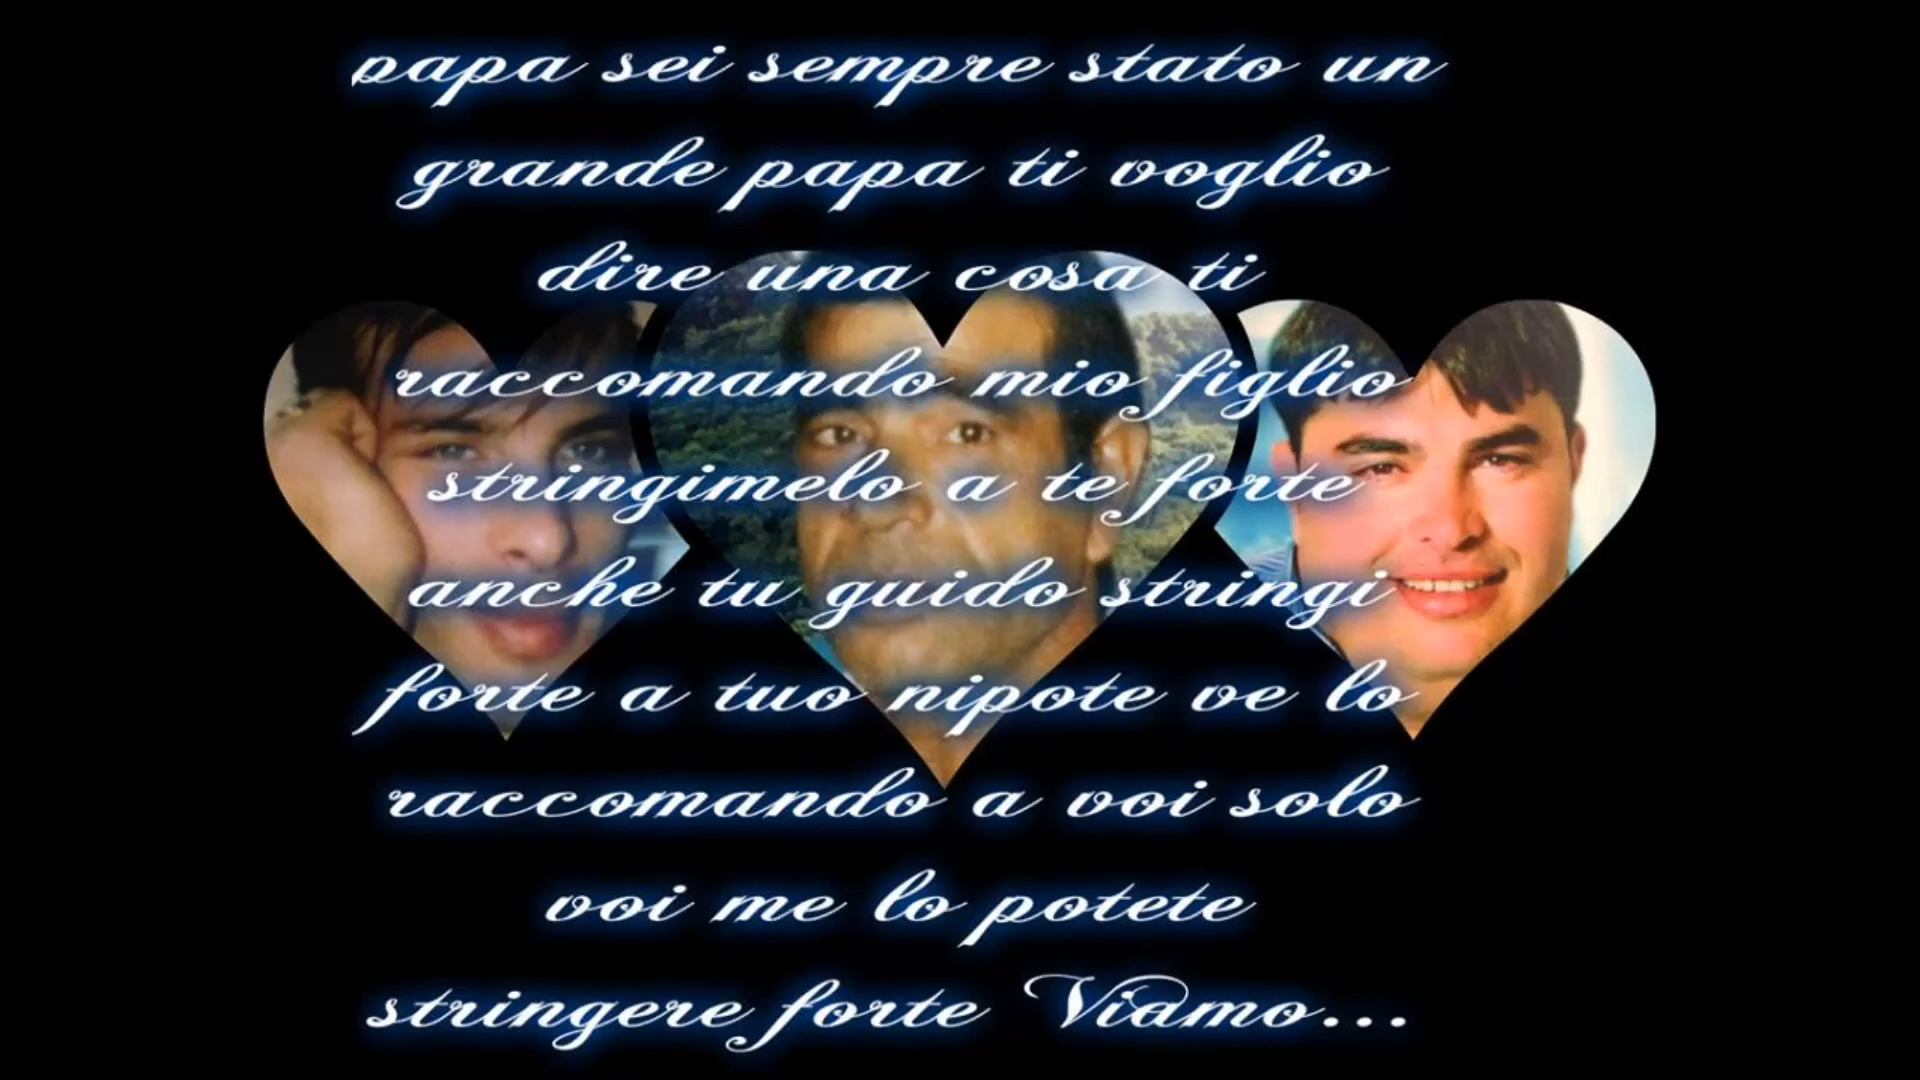 papa sei sempre stato un
grande papa ti voglio
dire una cosa ti
raccomando mio figlio
stringimelo a te forte
anche tu guido stringi
forte a tuo nipote ve lo
raccomando a voi solo
voi me lo potete
stringere forte Viamo...